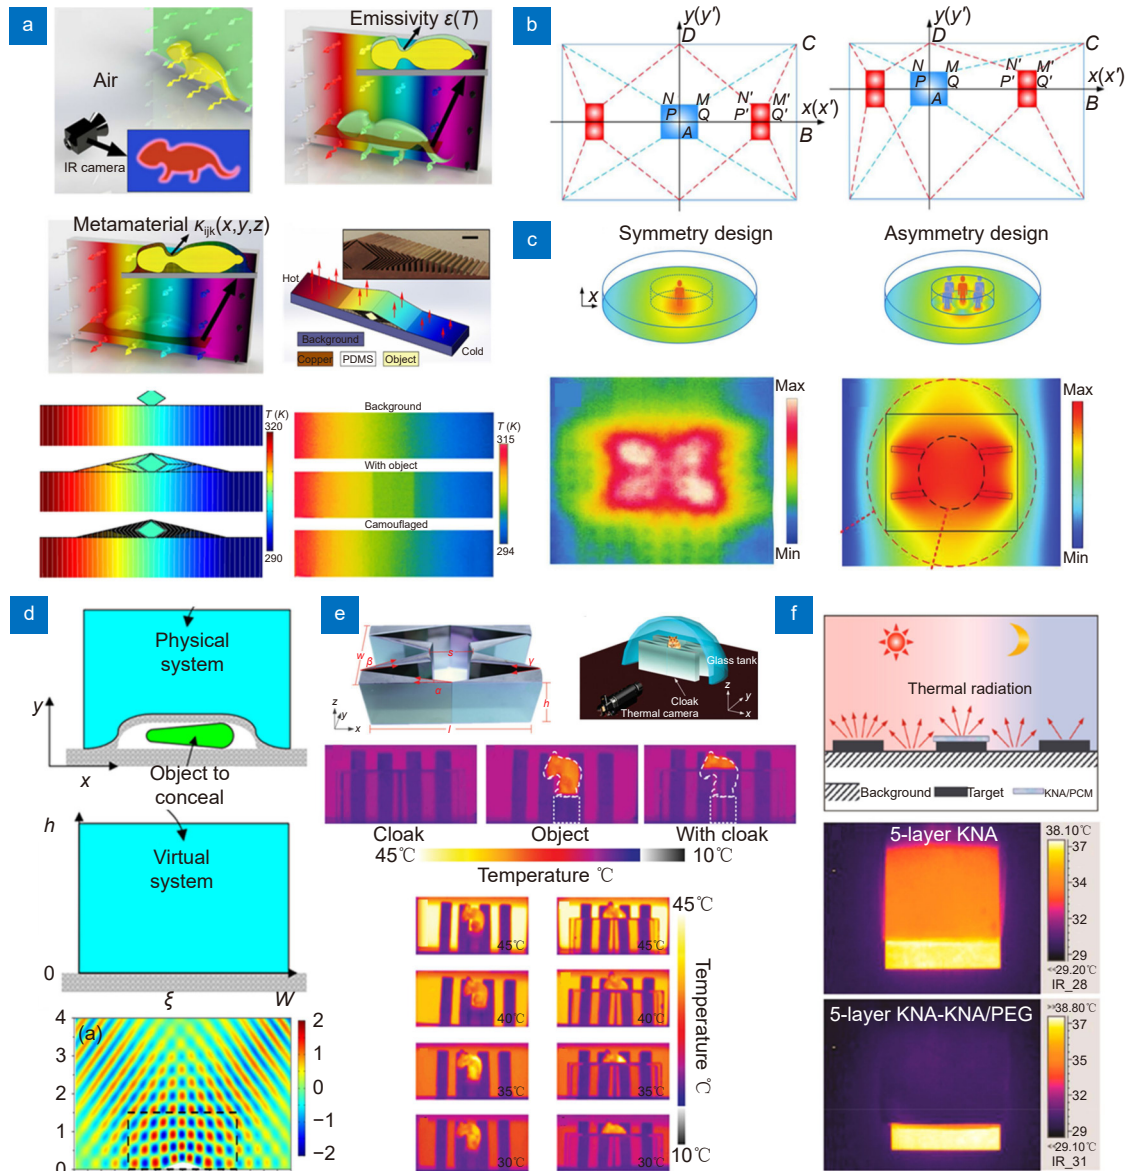 a
Emissivity ε(T)
Air
IR camera
Metamaterial κijk(x,y,z)
Hot
Background
Copper
PDMS
Object
Cold
T (K)
320
290
Background
With object
Camouflaged
T (K)
315
294
b
y(y′)
D
C
N
M
N′
M′
P
Q
P′
Q′
x(x′)
A
B
y(y′)
D
C
N
M
N′
M′
P
Q
P′
Q′
x(x′)
A
B
c
Symmetry design
Asymmetry design
x
Max
Min
Max
Min
d
Physical
system
y
x
Object to
conceal
h
Virtual
system
0
ξ
W
(a)
4
3
2
1
0
2
1
0
−1
−2
e
w
β
s
γ
α
h
l
z
y
x
Glass tank
Cloak
Thermal camera
z
y
x
Cloak
Object
With cloak
45℃
10℃
Temperature ℃
45℃
45℃
40℃
40℃
35℃
35℃
30℃
30℃
45℃
Temperature ℃
10℃
f
Thermal radiation
Background
Target
KNA/PCM
5-layer KNA
38.10℃
37
34
32
29
<<29.20℃
IR_28
5-layer KNA-KNA/PEG
>>38.80℃
37
34
32
29
<<29.10℃
IR_31